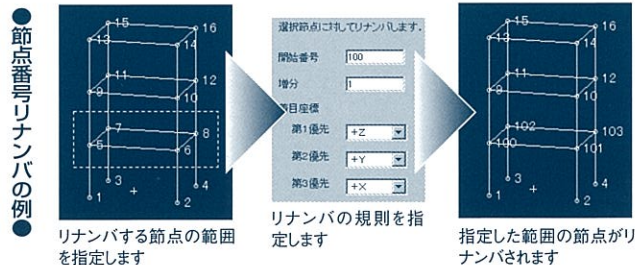 ●節点番号リナンバの例●
15
16
13
14
11
12
9
10
7
8
5
6
3
4
1
2
リナンバする節点の範囲
を指定します
選択節点に対してリナンバします。
開始番号 100
増分 1
着目座標
第1優先 +Z
第2優先 +Y
第3優先 +X
リナンバの規則を指
定します
15
16
13
14
11
12
9
10
102
103
100
101
3
4
1
2
指定した範囲の節点がリ
ナンバされます